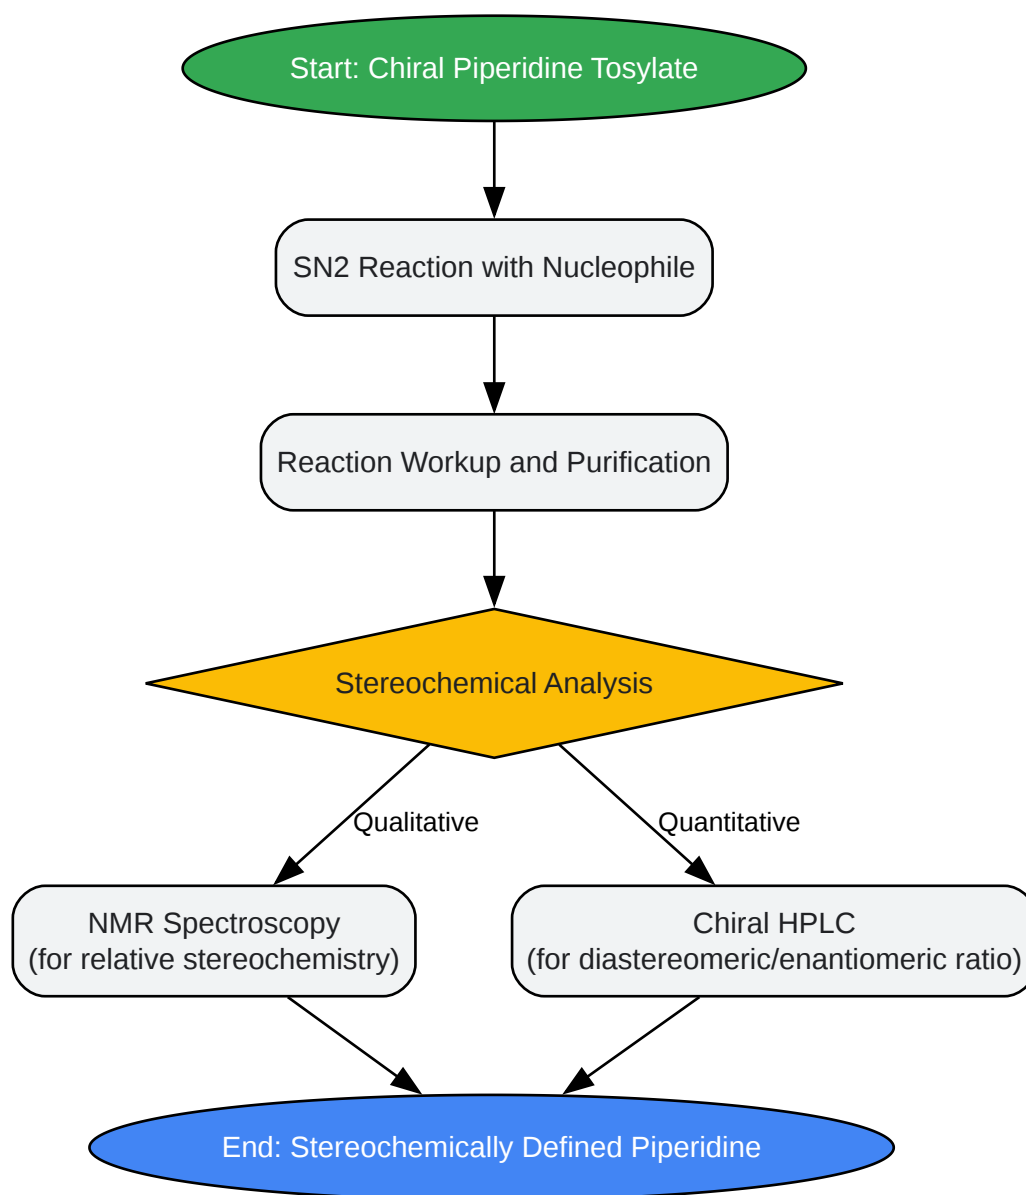 Start: Chiral Piperidine Tosylate
SN2 Reaction with Nucleophile
Reaction Workup and Purification
Stereochemical Analysis
Qualitative
Quantitative
NMR Spectroscopy
(for relative stereochemistry)
Chiral HPLC
(for diastereomeric/enantiomeric ratio)
End: Stereochemically Defined Piperidine